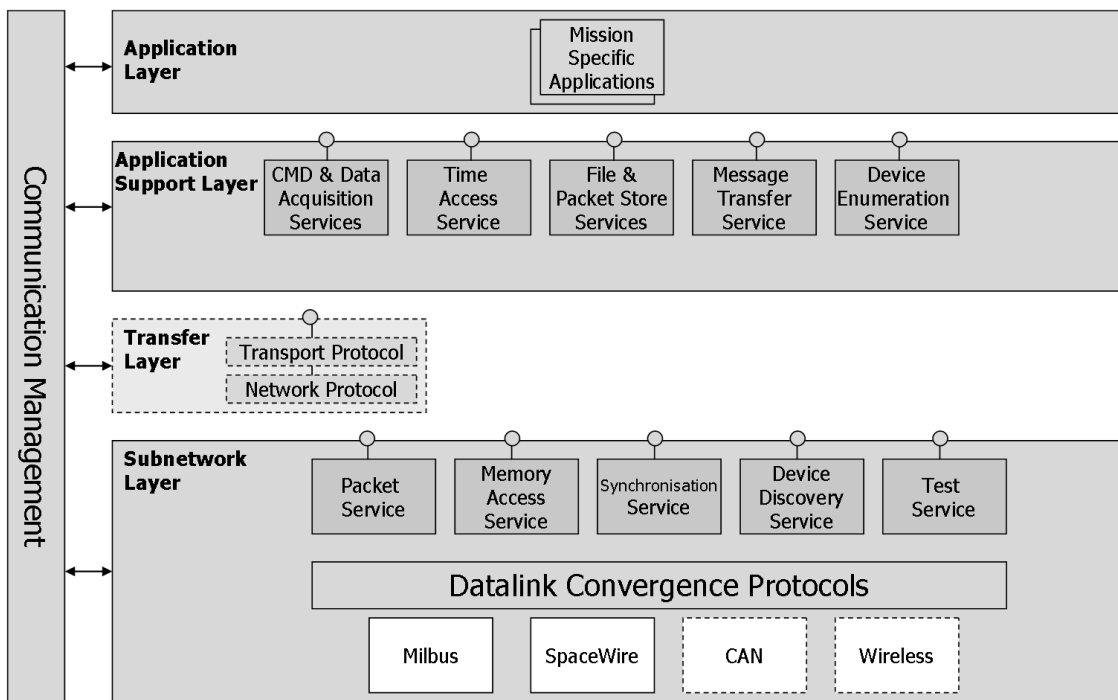 Communication Management
Application
Layer
Mission
Specific
Applications
Application
Support Layer
CMD & Data
Acquisition
Services
Time
Access
Service
File &
Packet Store
Services
Message
Transfer
Service
Device
Enumeration
Service
Transfer
Layer
Transport Protocol
Network Protocol
Subnetwork
Layer
Packet
Service
Memory
Access
Service
Synchronisation
Service
Device
Discovery
Service
Test
Service
Datalink Convergence Protocols
Milbus
SpaceWire
CAN
Wireless